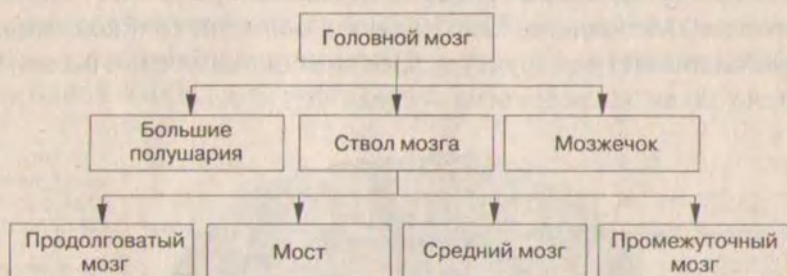 Головной мозг
Большие
полушария
Ствол мозга
Мозжечок
Продолговатый
мозг
Мост
Средний мозг
Промежуточный
мозг